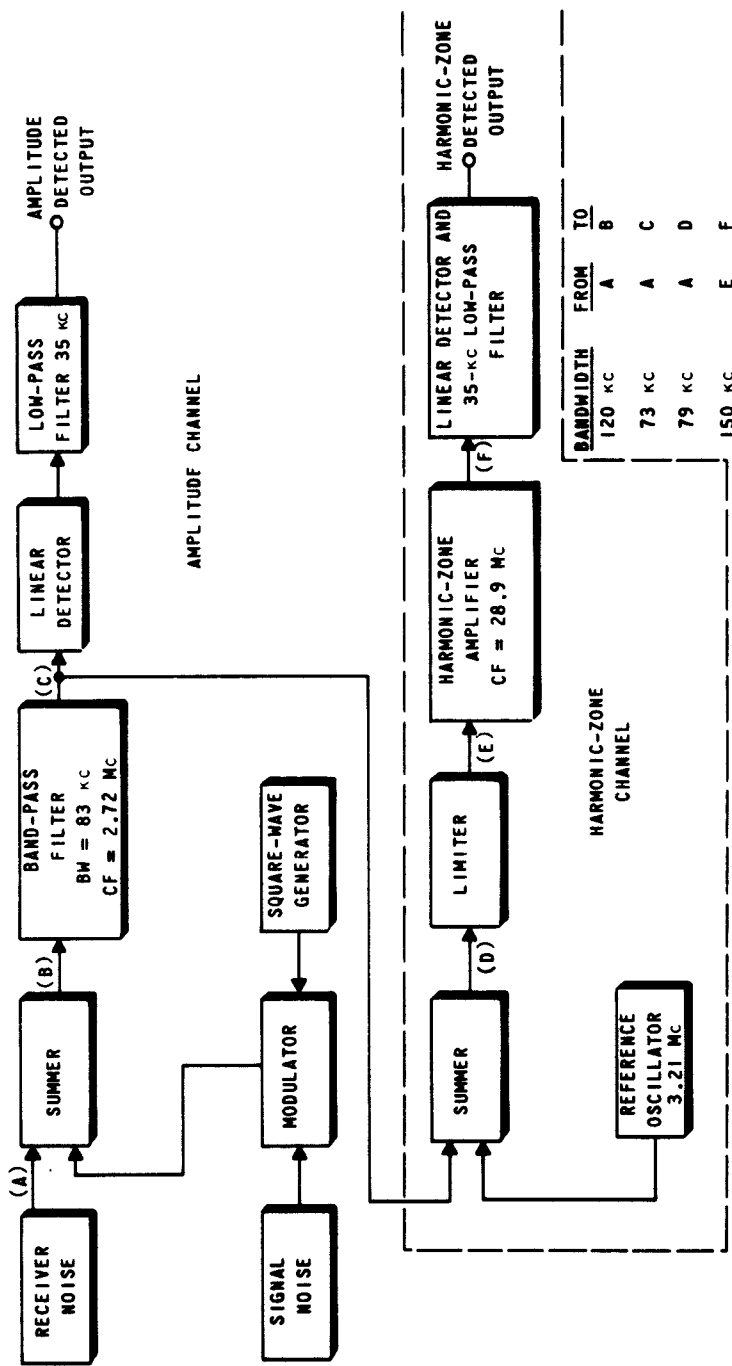 RECEIVER
NOISE
(A)
SUMMER
(B)
BAND-PASS
FILTER
BW = 83 KC
CF = 2.72 MC
(C)
LINEAR
DETECTOR
LOW-PASS
FILTER 35 KC
AMPLITUDE
DETECTED
OUTPUT
AMPLITUDE CHANNEL
SIGNAL
NOISE
MODULATOR
SQUARE-WAVE
GENERATOR
SUMMER
(D)
LIMITER
(E)
HARMONIC-ZONE
AMPLIFIER
CF = 28.9 MC
(F)
LINEAR DETECTOR AND
35-KC LOW-PASS
FILTER
HARMONIC-ZONE
DETECTED
OUTPUT
REFERENCE
OSCILLATOR
3.21 MC
HARMONIC-ZONE
CHANNEL
BANDWIDTH FROM TO
120 KC A B
73 KC A C
79 KC A D
150 KC E F